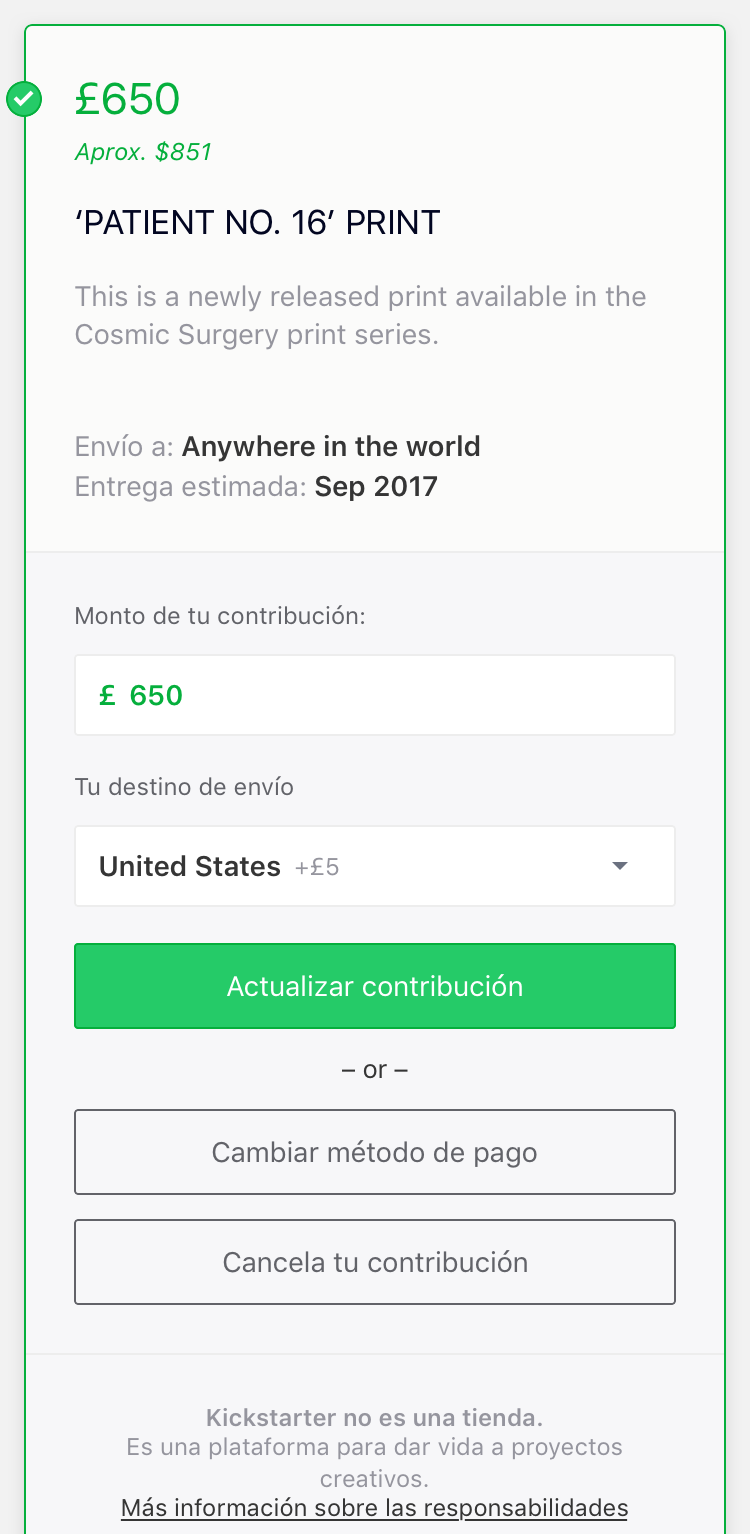 £650
Aprox. $851
‘PATIENT NO. 16’ PRINT
This is a newly released print available in the
Cosmic Surgery print series.
Envío a: Anywhere in the world
Entrega estimada: Sep 2017
Monto de tu contribución:
£ 650
Tu destino de envío
United States +£5
Actualizar contribución
– or –
Cambiar método de pago
Cancela tu contribución
Kickstarter no es una tienda.
Es una plataforma para dar vida a proyectos
creativos.
Más información sobre las responsabilidades